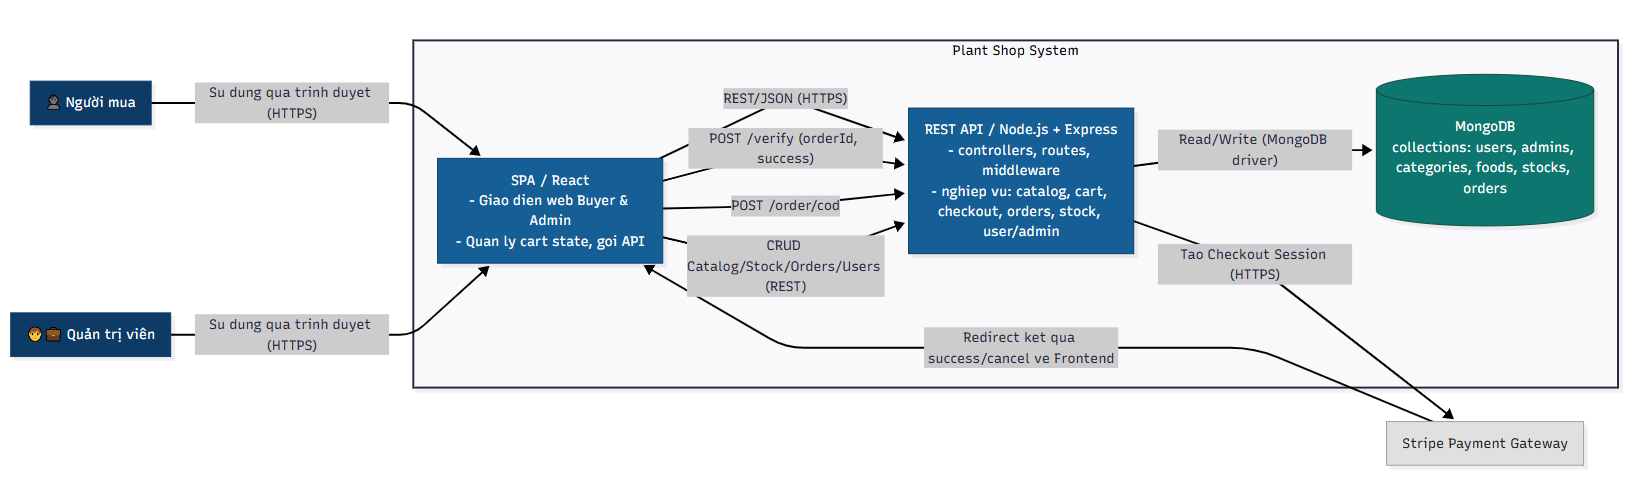 Plant Shop System
Người mua
Su dung qua trinh duyet
(HTTPS)
Quản trị viên
Su dung qua trinh duyet
(HTTPS)
SPA / React
- Giao dien web Buyer &
Admin
- Quan ly cart state, goi API
REST/JSON (HTTPS)
POST /verify (orderId,
success)
POST /order/cod
CRUD
Catalog/Stock/Orders/Users
(REST)
REST API / Node.js + Express
- controllers, routes,
middleware
- nghiep vu: catalog, cart,
checkout, orders, stock,
user/admin
Read/Write (MongoDB
driver)
MongoDB
collections: users, admins,
categories, foods, stocks,
orders
Tao Checkout Session
(HTTPS)
Redirect ket qua
success/cancel ve Frontend
Stripe Payment Gateway